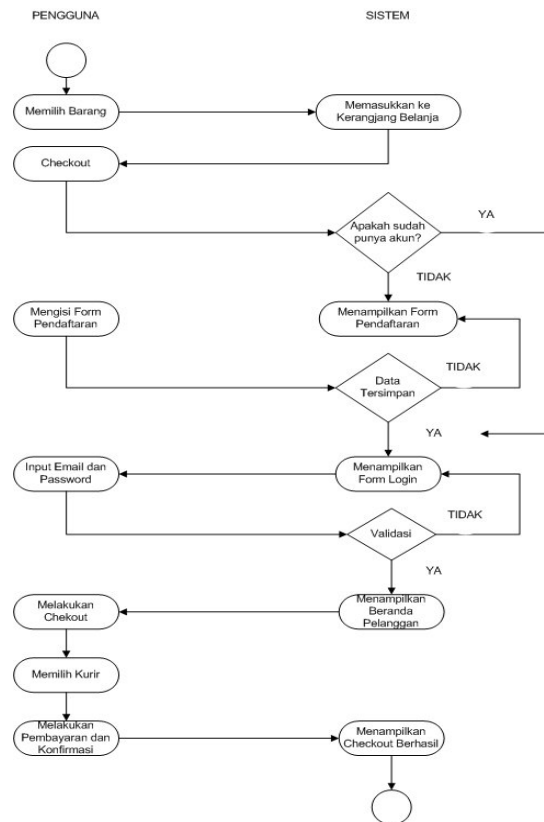 PENGGUNA
SISTEM
Memilih Barang
Memasukkan ke
Kerangjang Belanja
Checkout
Apakah sudah
punya akun?
YA
TIDAK
Mengisi Form
Pendaftaran
Menampilkan Form
Pendaftaran
Data
Tersimpan
TIDAK
YA
Input Email dan
Password
Menampilkan
Form Login
Validasi
TIDAK
YA
Melakukan
Chekout
Menampilkan
Beranda
Pelanggan
Memilih Kurir
Melakukan
Pembayaran dan
Konfirmasi
Menampilkan
Checkout Berhasil